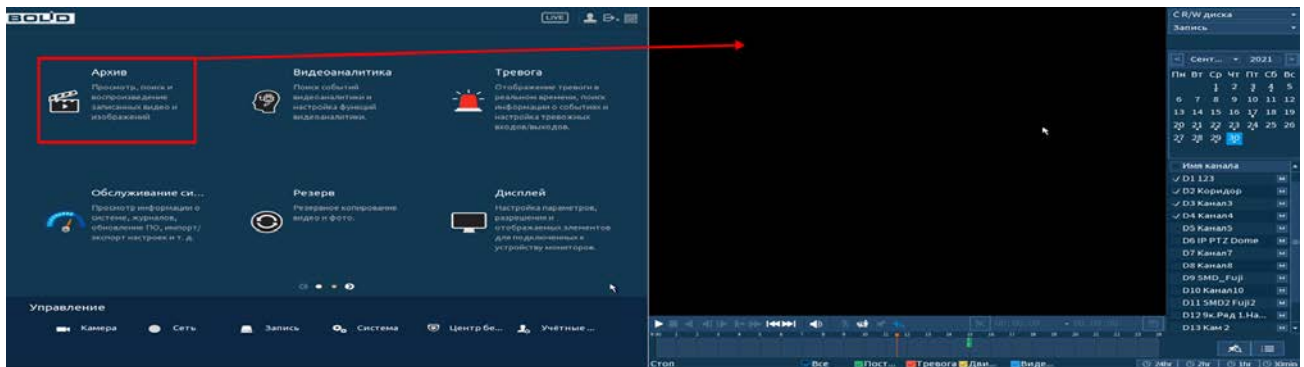 BOLID
LIVE
Архив
Просмотр, поиск и
воспроизведение
записанных видео и
изображений
Видеоаналитика
Поиск событий
видеоаналитики и
настройка функций
видеоаналитики.
Тревога
Отображение тревоги в
реальном времени, поиск
информации о событиях и
настройка тревожных
входов/выходов.
Обслуживание си...
Просмотр информации о
системе, журналов,
обновление ПО, импорт/
экспорт настроек и т. д.
Резерв
Резервное копирование
видео и фото.
Дисплей
Настройка параметров,
разрешения и
отображаемых элементов
для подключенных к
устройству мониторов.
Управление
Камера
Сеть
Запись
Система
Центр бе...
Учётные ...
С R/W диска
Запись
Сент... 2021
Пн Вт Ср Чт Пт Сб Вс
1 2 3 4 5
6 7 8 9 10 11 12
13 14 15 16 17 18 19
20 21 22 23 24 25 26
27 28 29 30
Имя канала
D1 123
D2 Коридор
D3 Канал3
D4 Канал4
D5 Канал5
D6 IP PTZ Dome
D7 Канал7
D8 Канал8
D9 SMD_Fuji
D10 Канал10
D11 SMD2 Fuji2
D12 9к.Ряд 1.На...
D13 Кам 2
Стоп
Все
Пост...
Тревога
Дви...
Виде...
24hr
2hr
1hr
30min